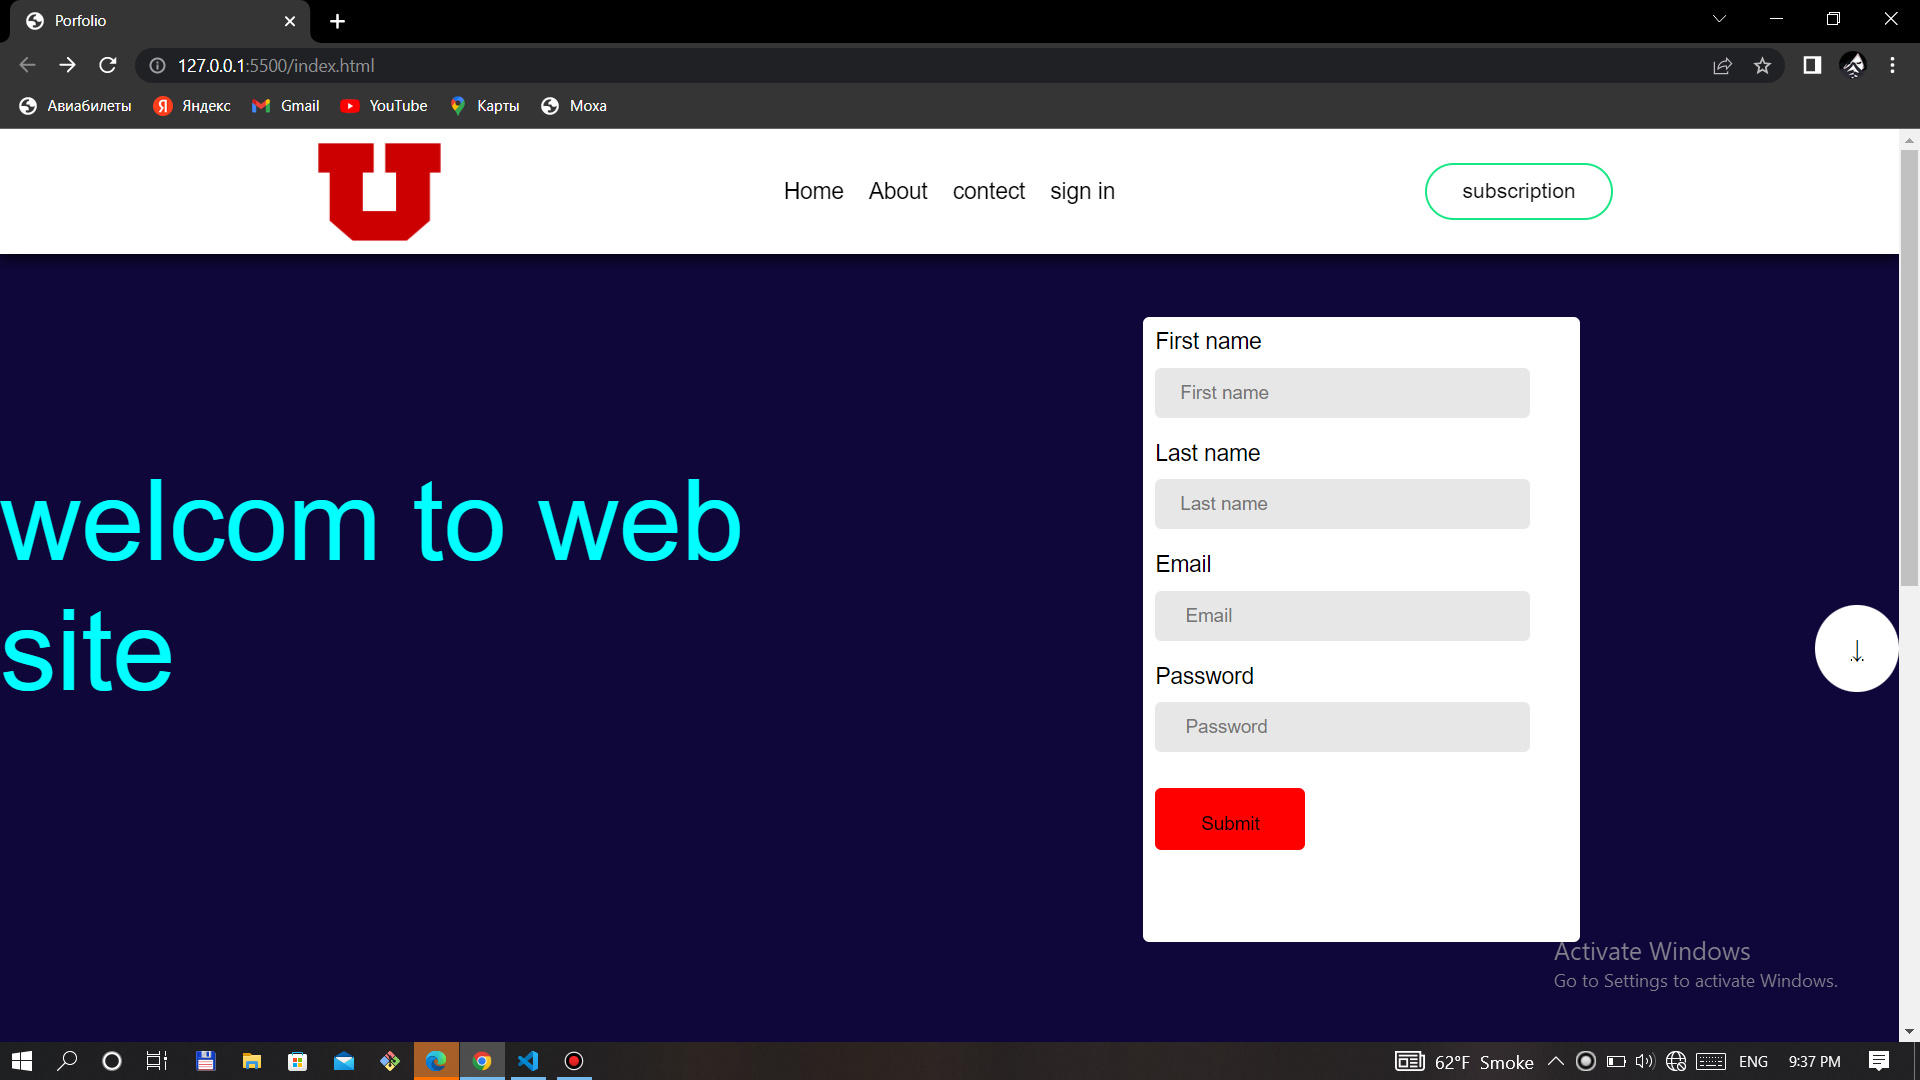 Porfolio
127.0.0.1:5500/index.html
Авиабилеты Яндекс Gmail YouTube Карты Моха
U
Home About contect sign in subscription
welcom to web
site
First name
First name
Last name
Last name
Email
Email
Password
Password
Submit
↓
Activate Windows
Go to Settings to activate Windows.
62°F Smoke ENG 9:37 PM